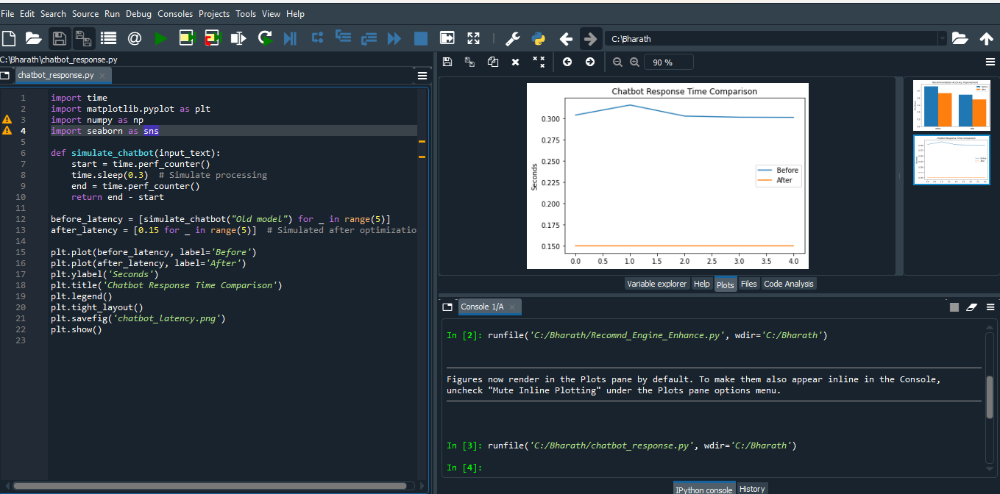 File Edit Search Source Run Debug Consoles Projects Tools View Help
C:\Bharath
C:\Bharath\chatbot_response.py
chatbot_response.py
90 %
1 import time
2 import matplotlib.pyplot as plt
3 import numpy as np
4 import seaborn as sns
5
6 def simulate_chatbot(input_text):
7 start = time.perf_counter()
8 time.sleep(0.3) # Simulate processing
9 end = time.perf_counter()
10 return end - start
11
12 before_latency = [simulate_chatbot("Old model") for _ in range(5)]
13 after_latency = [0.15 for _ in range(5)] # Simulated after optimizatio
14
15 plt.plot(before_latency, label='Before')
16 plt.plot(after_latency, label='After')
17 plt.ylabel('Seconds')
18 plt.title('Chatbot Response Time Comparison')
19 plt.legend()
20 plt.tight_layout()
21 plt.savefig('chatbot_latency.png')
22 plt.show()
23
Chatbot Response Time Comparison
0.300
0.275
0.250
0.225
0.200
0.175
0.150
Seconds
Before
After
0.0 0.5 1.0 1.5 2.0 2.5 3.0 3.5 4.0
Recommendation Accuracy Improvement
Chatbot Response Time Comparison
Variable explorer Help Plots Files Code Analysis
Console 1/A
In [2]: runfile('C:/Bharath/Recomnd_Engine_Enhance.py', wdir='C:/Bharath')
Figures now render in the Plots pane by default. To make them also appear inline in the Console,
uncheck "Mute Inline Plotting" under the Plots pane options menu.
In [3]: runfile('C:/Bharath/chatbot_response.py', wdir='C:/Bharath')
In [4]:
IPython console History